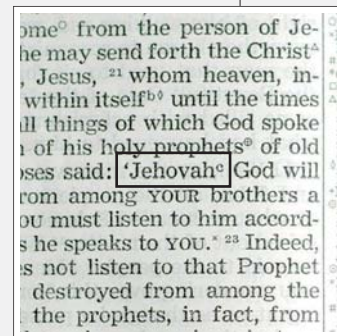 ome° from the person of Je-
he may send forth the Christ△
, Jesus, ²¹ whom heaven, in-
within itselfᵇ◊ until the times
ll things of which God spoke
n of his holy prophets⊕ of old
oses said: ‘Jehovahᶜ God will
rom among YOUR brothers a
OU must listen to him accord-
s he speaks to YOU.* ²³ Indeed,
s not listen to that Prophet
destroyed from among the
the prophets, in fact, from